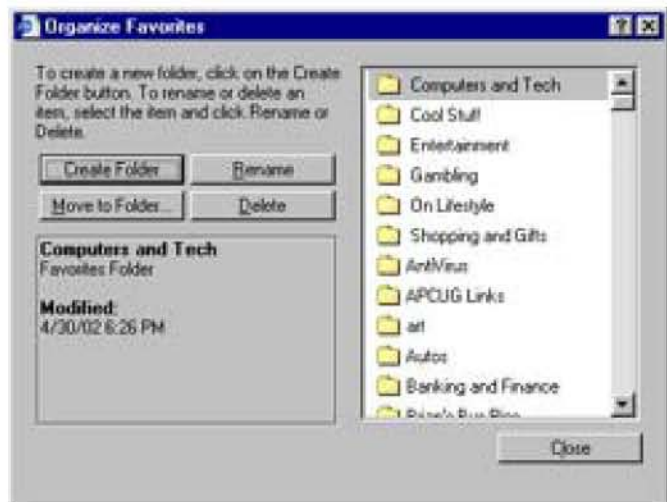 Organize Favorites
To create a new folder, click on the Create
Folder button. To rename or delete an
item, select the item and click Rename or
Delete.
Create Folder
Rename
Move to Folder...
Delete
Computers and Tech
Favorites Folder
Modified:
4/30/02 6:26 PM
Computers and Tech
Cool Stuff
Entertainment
Gambling
On Lifestyle
Shopping and Gifts
AntiVirus
APCUG Links
art
Autos
Banking and Finance
Close